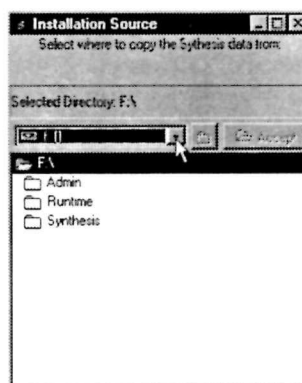 Installation Source
Select where to copy the Sythesis data from:
Selected Directory: F:\
f: []
Accept
F:\
Admin
Runtime
Synthesis